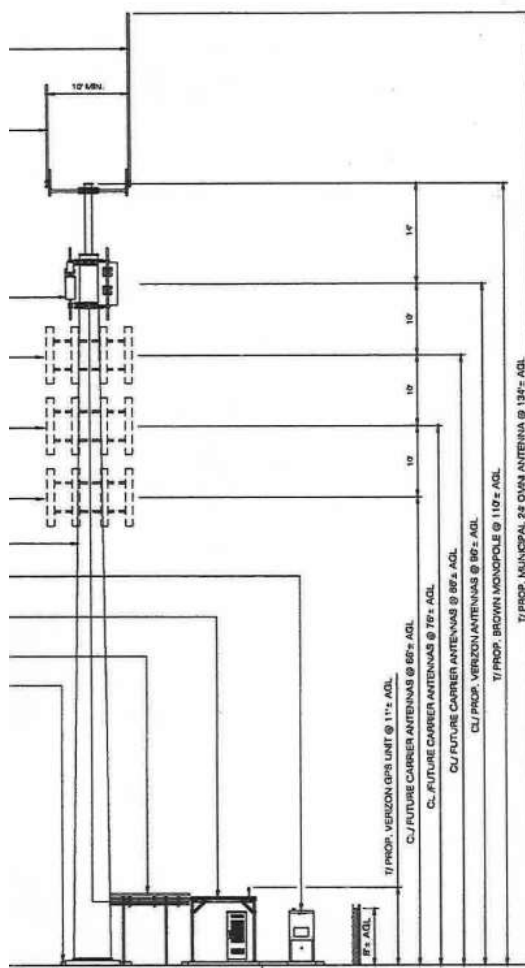 10' MIN.
14'
10'
10'
10'
T/ PROP. VERIZON GPS UNIT @ 11'± AGL
C.L./ FUTURE CARRIER ANTENNAS @ 66'± AGL
C.L./FUTURE CARRIER ANTENNAS @ 76'± AGL
CL/ FUTURE CARRIER ANTENNAS @ 86'± AGL
CL/ PROP. VERIZON ANTENNAS @ 96'± AGL
T/ PROP. BROWN MONOPOLE @ 110'± AGL
T/ PROP. MUNICIPAL 24' OMNI ANTENNA @ 134'± AGL
8'± AGL